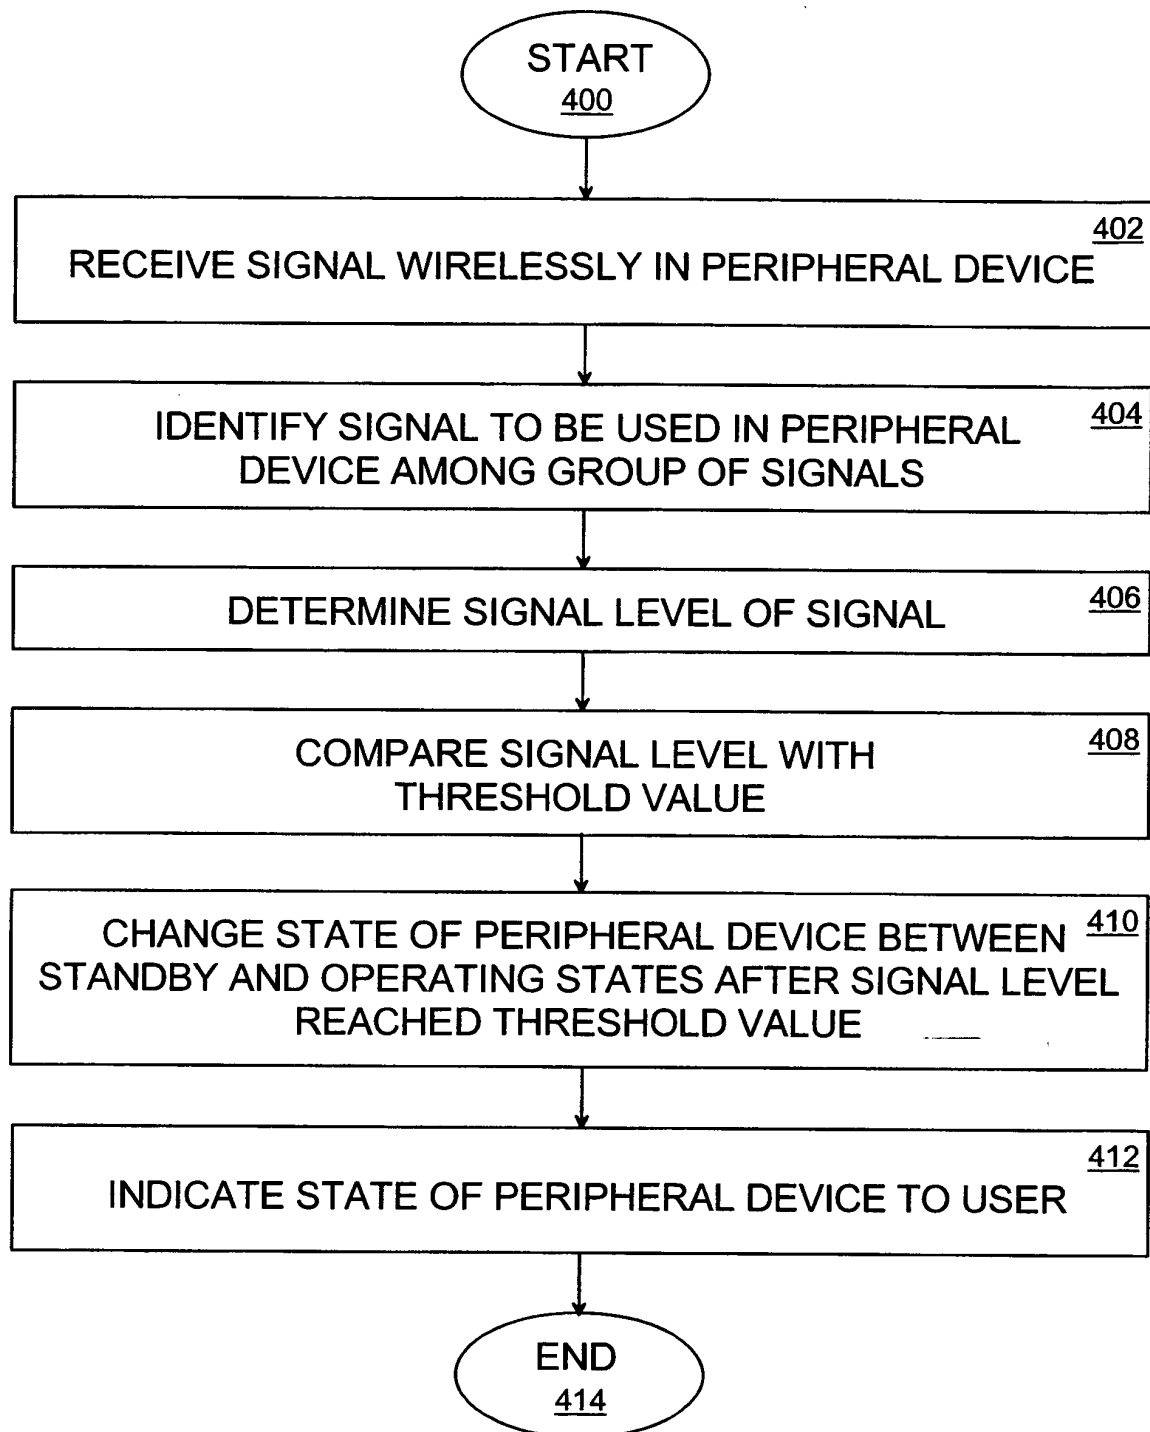 START
400
402
RECEIVE SIGNAL WIRELESSLY IN PERIPHERAL DEVICE
404
IDENTIFY SIGNAL TO BE USED IN PERIPHERAL
DEVICE AMONG GROUP OF SIGNALS
406
DETERMINE SIGNAL LEVEL OF SIGNAL
408
COMPARE SIGNAL LEVEL WITH
THRESHOLD VALUE
410
CHANGE STATE OF PERIPHERAL DEVICE BETWEEN
STANDBY AND OPERATING STATES AFTER SIGNAL LEVEL
REACHED THRESHOLD VALUE
412
INDICATE STATE OF PERIPHERAL DEVICE TO USER
END
414